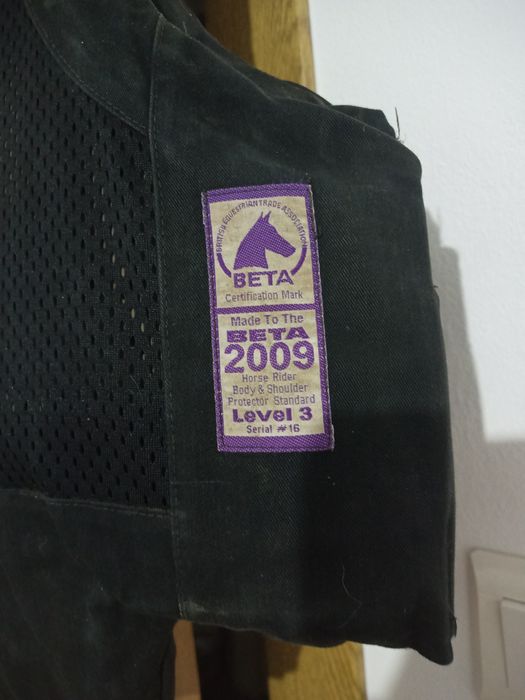 BRITISH EQUESTRIAN TRADE ASSOCIATION
BETA
Certification Mark
Made To The
BETA
2009
Horse Rider
Body & Shoulder
Protector Standard
Level 3
Serial #16